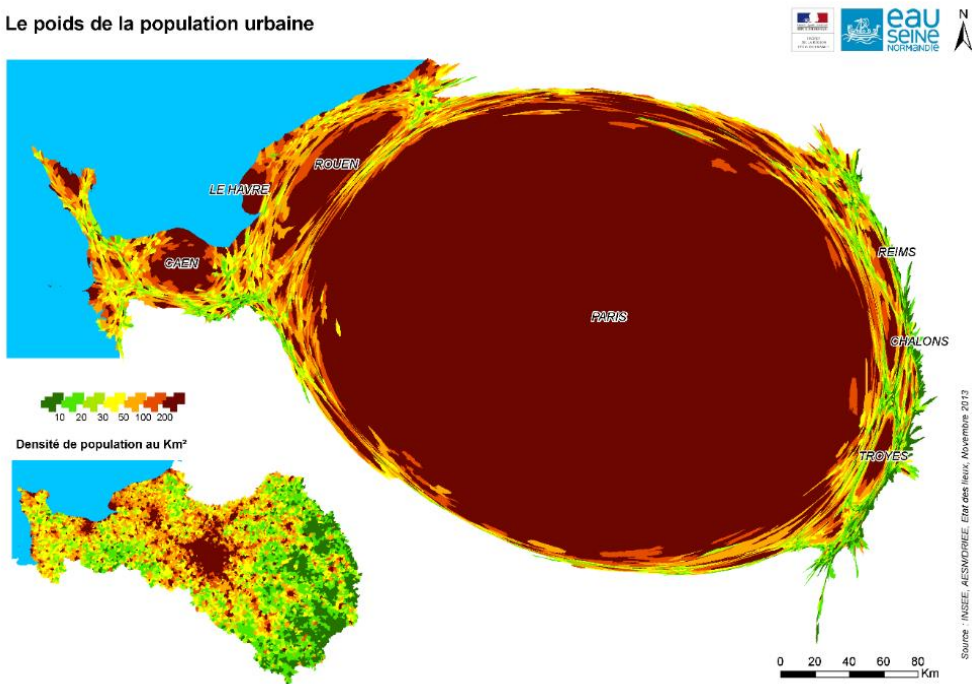 Le poids de la population urbaine
eau
SEINE
NORMANDIE
N
ROUEN
LE HAVRE
CAEN
REIMS
PARIS
CHALONS
TROYES
10 20 30 50 100 200
Densité de population au Km²
Source : INSEE, AESN/DRIEE, Etat des lieux, Novembre 2013
0 20 40 60 80
Km